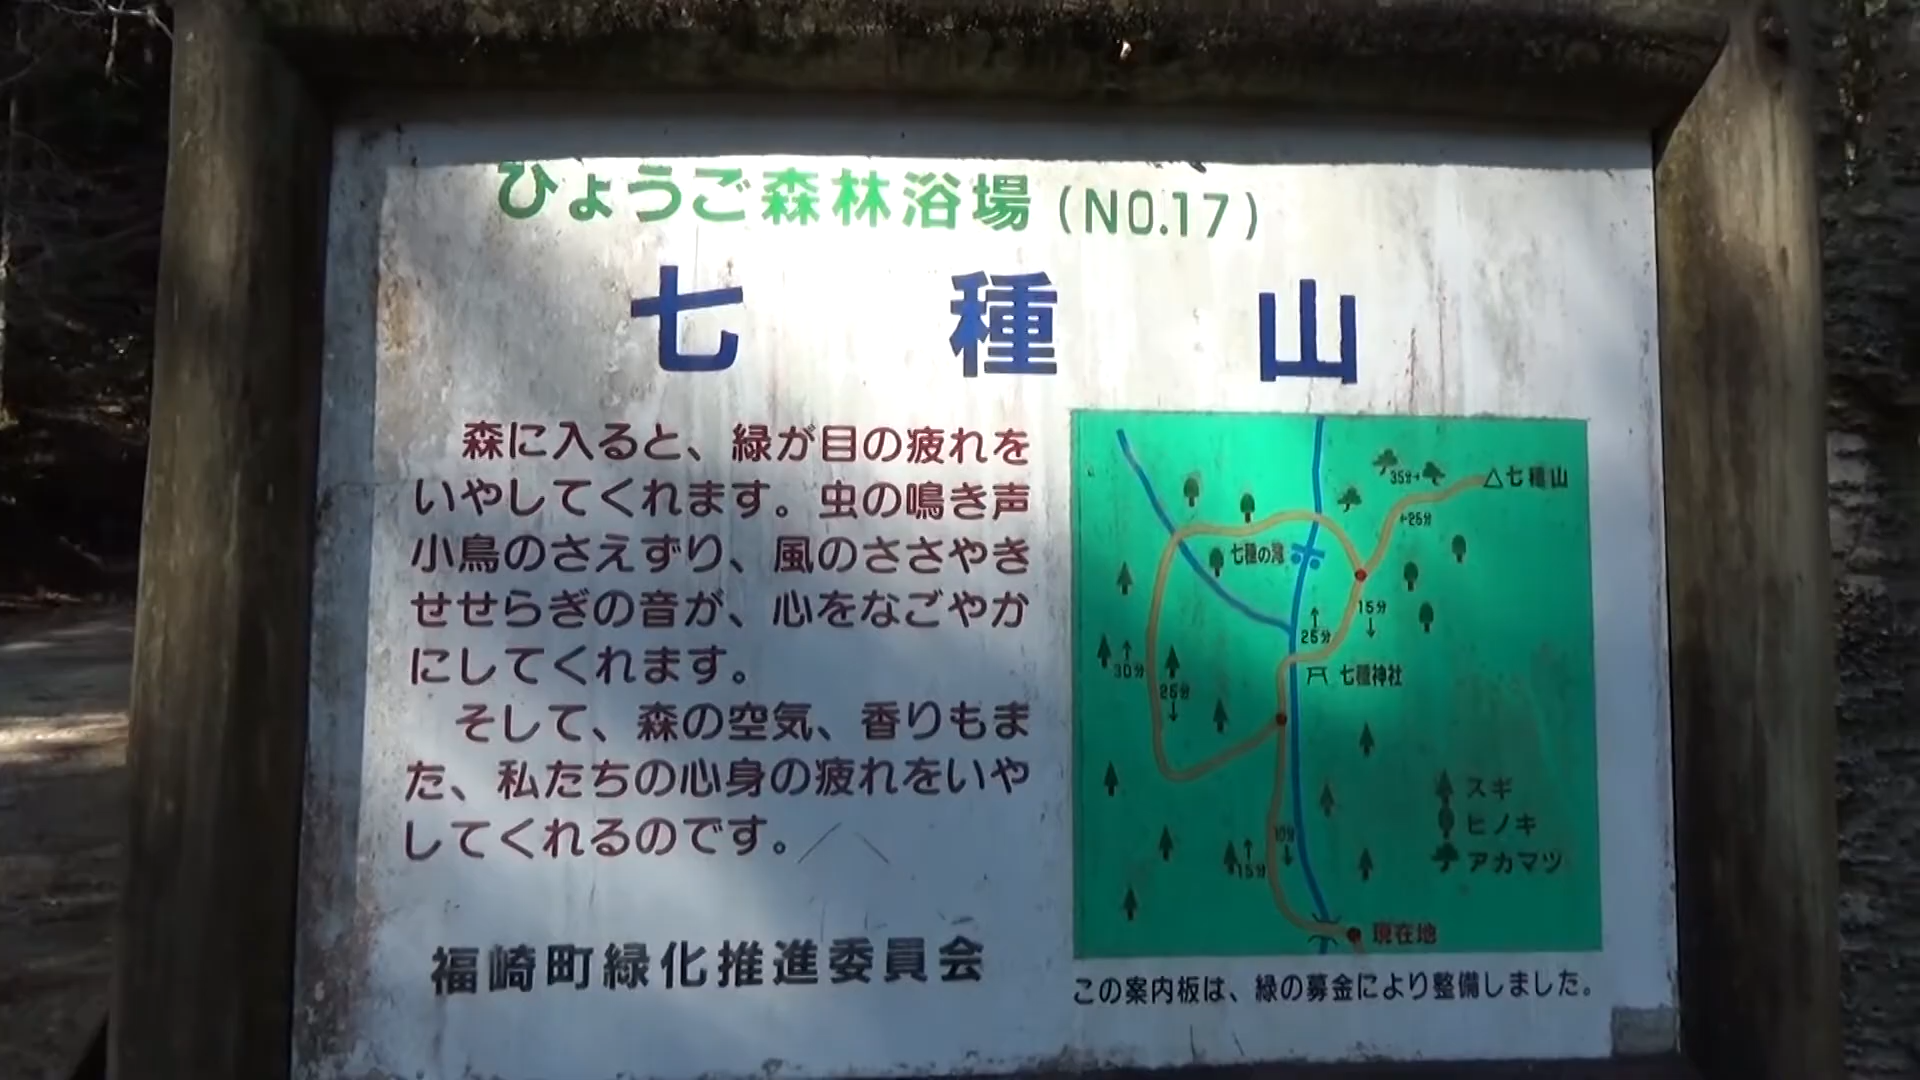 ひょうご森林浴場(NO.17)
七種山
森に入ると、緑が目の疲れを
いやしてくれます。虫の鳴き声
小鳥のさえずり、風のささやき
せせらぎの音が、心をなごやか
にしてくれます。
そして、森の空気、香りもま
た、私たちの心身の疲れをいや
してくれるのです。
福崎町緑化推進委員会
35分→
△七種山
←25分
七種の滝
15分
↓
↑
25分
七種神社
↑
30分
25分
↓
スギ
ヒノキ
アカマツ
10分
↓
↑
15分
現在地
この案内板は、緑の募金により整備しました。